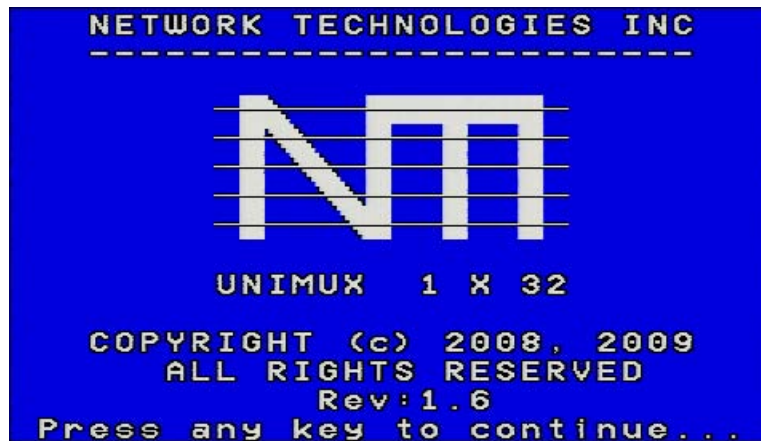 NETWORK TECHNOLOGIES INC
---------------------------
NTI
UNIMUX 1 X 32
COPYRIGHT (c) 2008, 2009
ALL RIGHTS RESERVED
Rev:1.6
Press any key to continue...